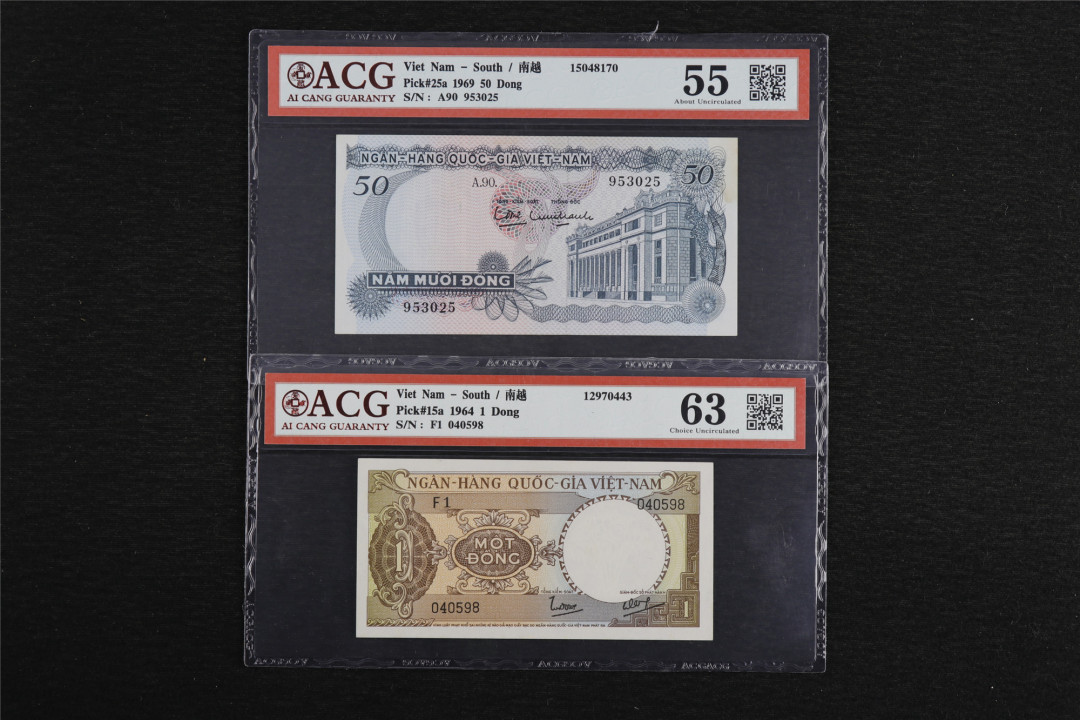 ACG
AI CANG GUARANTY
Viet Nam - South / 南越
15048170
Pick#25a 1969 50 Dong
S/N : A90 953025
55
About Uncirculated
NGÂN-HÀNG QUỐC-GIA VIỆT-NAM
50
A.90.
953025
50
THỐNG ĐỐC
NĂM MƯƠI ĐỒNG
953025
ACG
AI CANG GUARANTY
Viet Nam - South / 南越
12970443
Pick#15a 1964 1 Dong
S/N : F1 040598
63
Choice Uncirculated
NGÂN-HÀNG QUỐC-GIA VIỆT-NAM
F1
040598
1
MỘT
ĐỒNG
040598
1